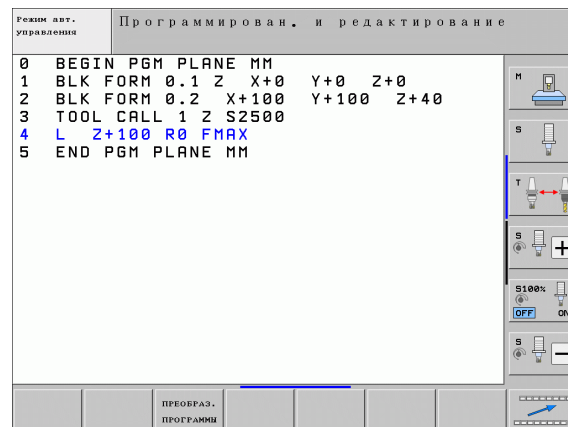 Режим авт.
управления
Программирован. и редактирование
0 BEGIN PGM PLANE MM
1 BLK FORM 0.1 Z X+0 Y+0 Z+0
2 BLK FORM 0.2 X+100 Y+100 Z+40
3 TOOL CALL 1 Z S2500
4 L Z+100 R0 FMAX
5 END PGM PLANE MM
M
S
T
S
+
S100%
OFF ON
S
-
ПРЕОБРАЗ.
ПРОГРАММЫ